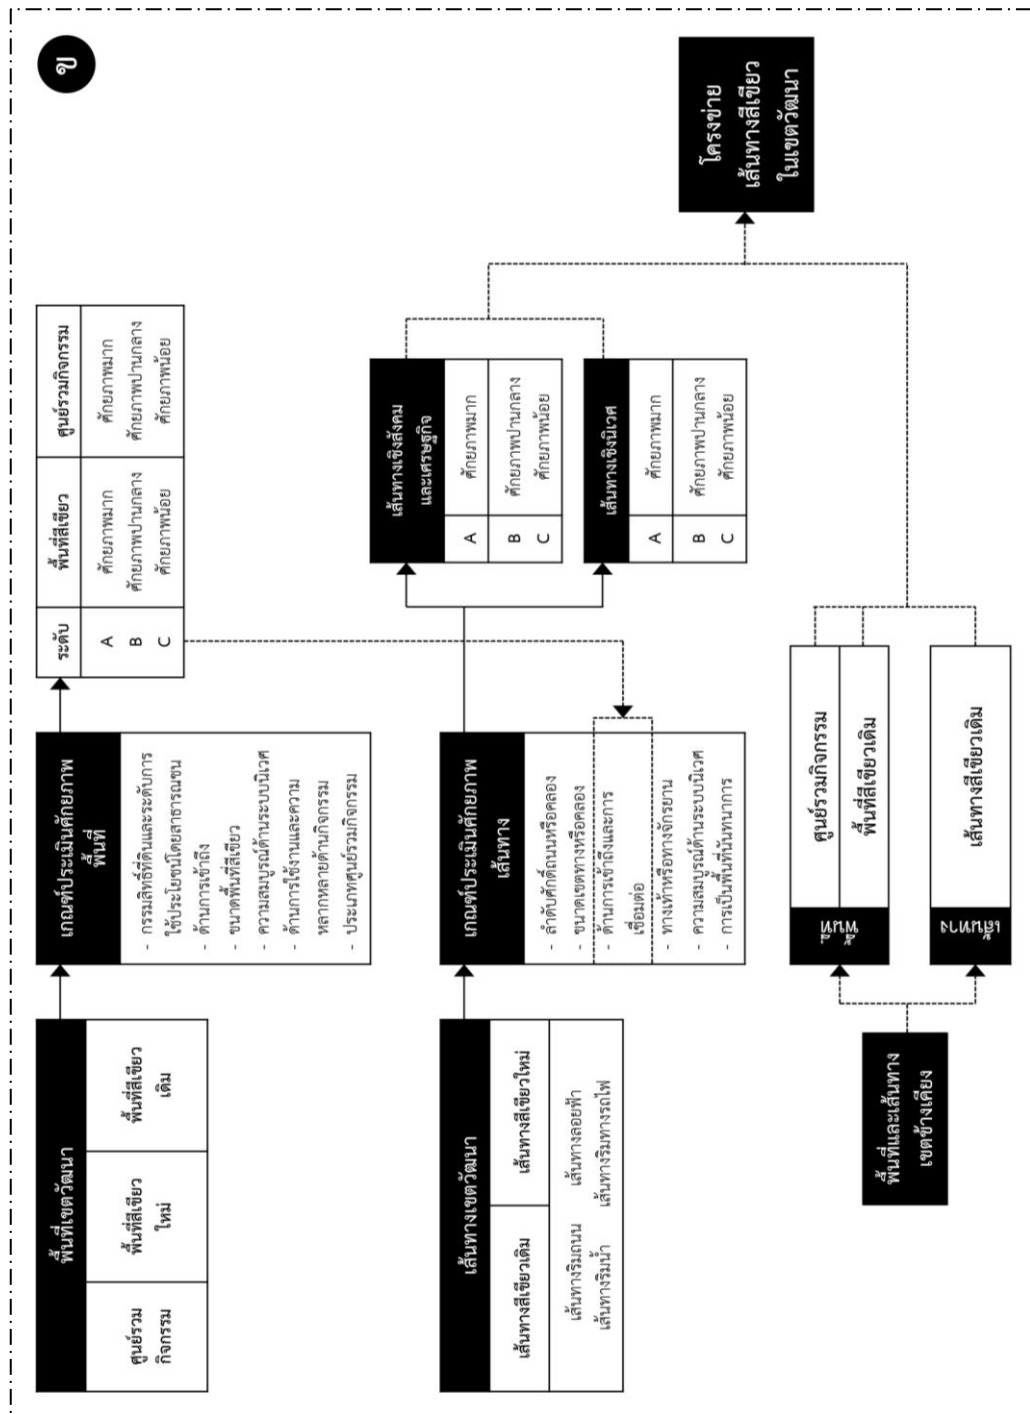 ข
พื้นที่เขตวัฒนา
ศูนย์รวม
กิจกรรม
พื้นที่สีเขียว
ใหม่
พื้นที่สีเขียว
เดิม
เกณฑ์ประเมินศักยภาพ
พื้นที่
- กรรมสิทธิ์ที่ดินและระดับการ
ใช้ประโยชน์โดยสาธารณชน
- ด้านการเข้าถึง
- ขนาดพื้นที่สีเขียว
- ความสมบูรณ์ด้านระบบนิเวศ
- ด้านการใช้งานและความ
หลากหลายด้านกิจกรรม
- ประเภทศูนย์รวมกิจกรรม
ระดับ พื้นที่สีเขียว ศูนย์รวมกิจกรรม
A ศักยภาพมาก ศักยภาพมาก
B ศักยภาพปานกลาง ศักยภาพปานกลาง
C ศักยภาพน้อย ศักยภาพน้อย
เส้นทางเขตวัฒนา
เส้นทางสีเขียวเดิม เส้นทางสีเขียวใหม่
เส้นทางริมถนน เส้นทางลอยฟ้า
เส้นทางริมน้ำ เส้นทางริมทางรถไฟ
เกณฑ์ประเมินศักยภาพ
เส้นทาง
- ลำดับศักดิ์ถนนหรือคลอง
- ขนาดเขตทางหรือคลอง
- ด้านการเข้าถึงและการ
เชื่อมต่อ
- ทางเท้าหรือทางจักรยาน
- ความสมบูรณ์ด้านระบบนิเวศ
- การเป็นพื้นที่นันทนาการ
เส้นทางเชิงสังคม
และเศรษฐกิจ
A ศักยภาพมาก
B ศักยภาพปานกลาง
C ศักยภาพน้อย
เส้นทางเชิงนิเวศ
A ศักยภาพมาก
B ศักยภาพปานกลาง
C ศักยภาพน้อย
พื้นที่และเส้นทาง
เขตข้างเคียง
พื้นที่
ศูนย์รวมกิจกรรม
พื้นที่สีเขียวเดิม
เส้นทาง
เส้นทางสีเขียวเดิม
โครงข่าย
เส้นทางสีเขียว
ในเขตวัฒนา